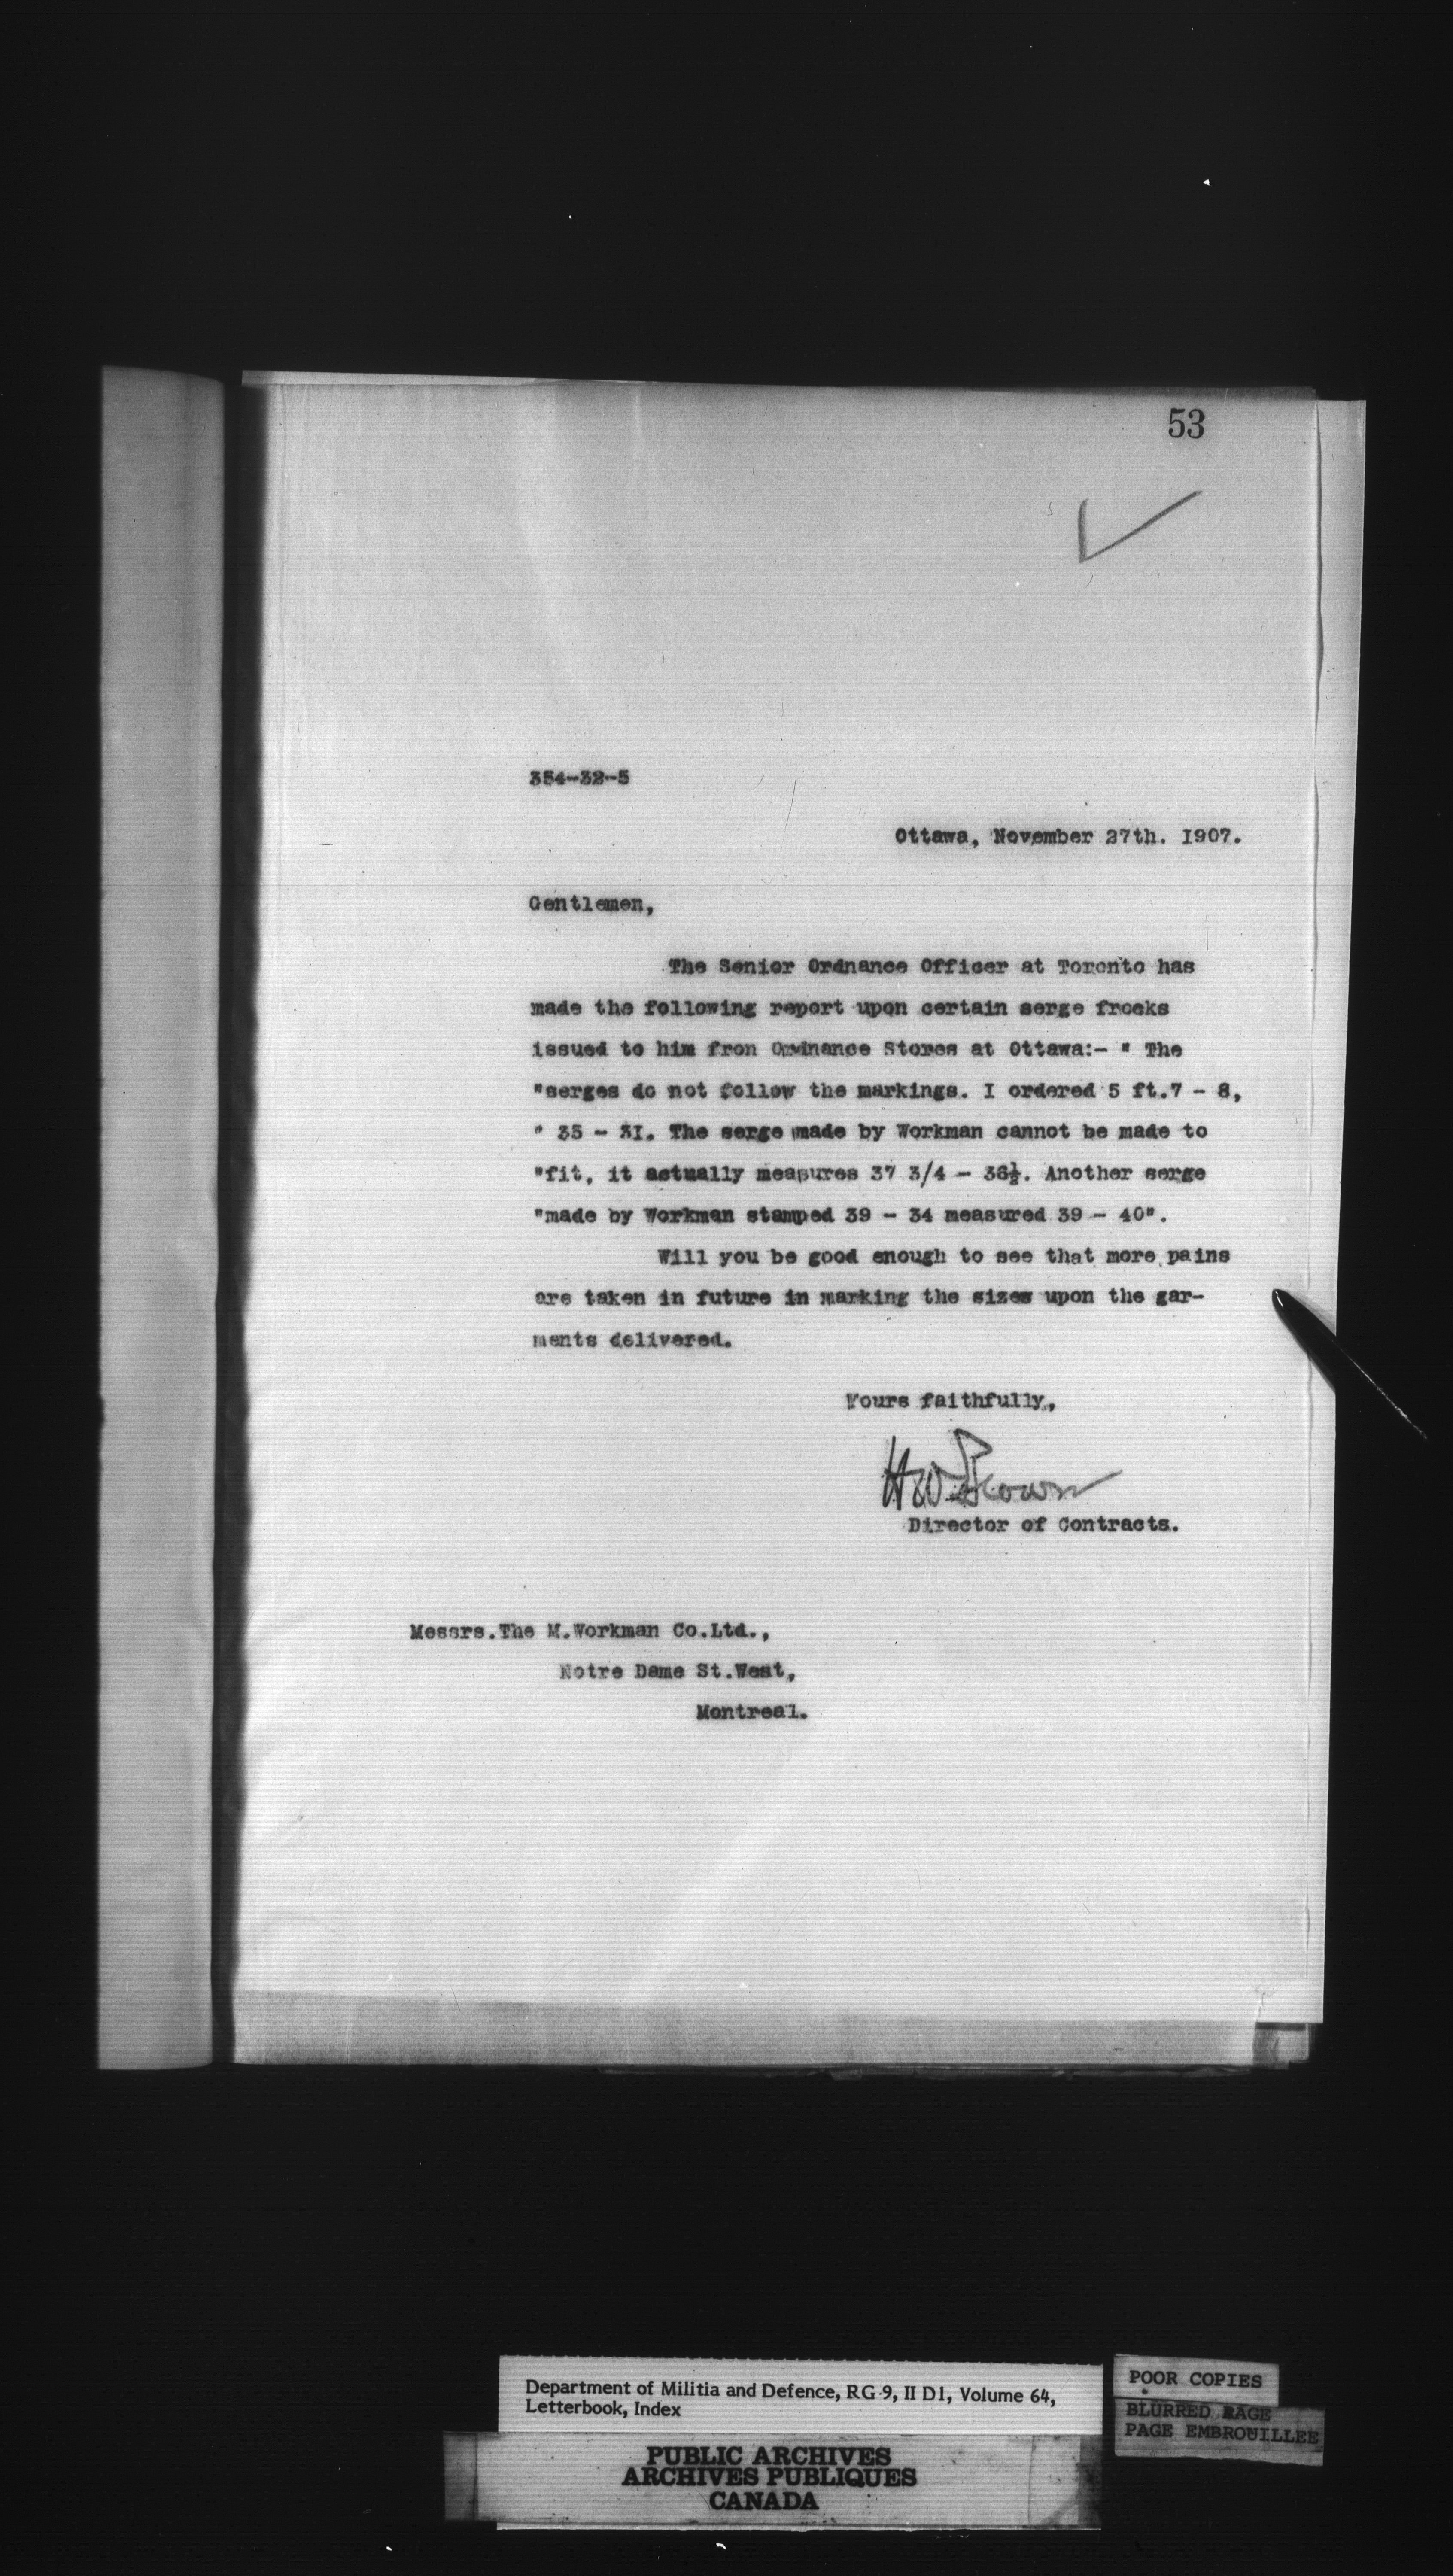 53
354-32-5
Ottawa, November 27th. 1907.
Gentlemen,
The Senior Ordnance Officer at Toronto has
made the following report upon certain serge frocks
issued to him fron Ordnance Stores at Ottawa:- " The
"serges do not follow the markings. I ordered 5 ft.7 - 8,
" 35 - 31. The serge made by Workman cannot be made to
"fit, it actually measures 37 3/4 - 36½. Another serge
"made by Workman stamped 39 - 34 measured 39 - 40".
Will you be good enough to see that more pains
are taken in future in marking the sizes upon the gar-
ments delivered.
Yours faithfully,
HW Brown
Director of Contracts.
Messrs.The M.Workman Co.Ltd.,
Notre Dame St.West,
Montreal.
Department of Militia and Defence, RG 9, II D1, Volume 64,
Letterbook, Index
POOR COPIES
BLURRED PAGE
PAGE EMBROUILLEE
PUBLIC ARCHIVES
ARCHIVES PUBLIQUES
CANADA